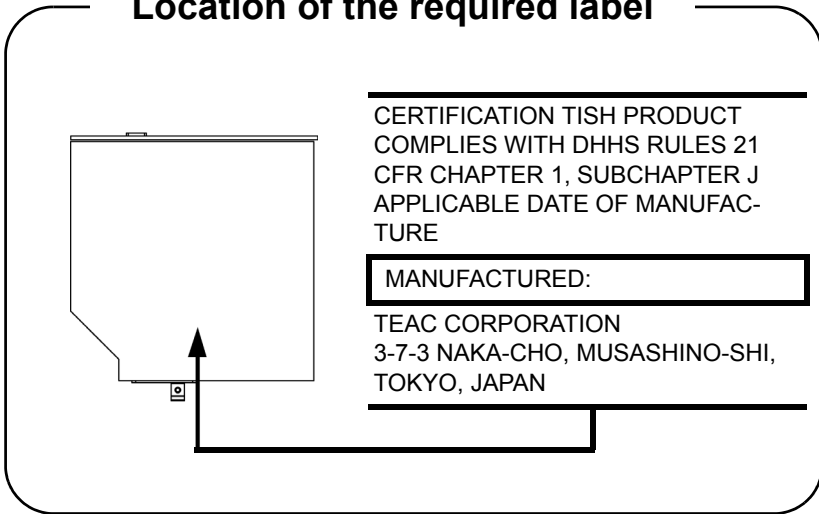 Location of the required label
CERTIFICATION TISH PRODUCT
COMPLIES WITH DHHS RULES 21
CFR CHAPTER 1, SUBCHAPTER J
APPLICABLE DATE OF MANUFAC-
TURE
MANUFACTURED:
TEAC CORPORATION
3-7-3 NAKA-CHO, MUSASHINO-SHI,
TOKYO, JAPAN